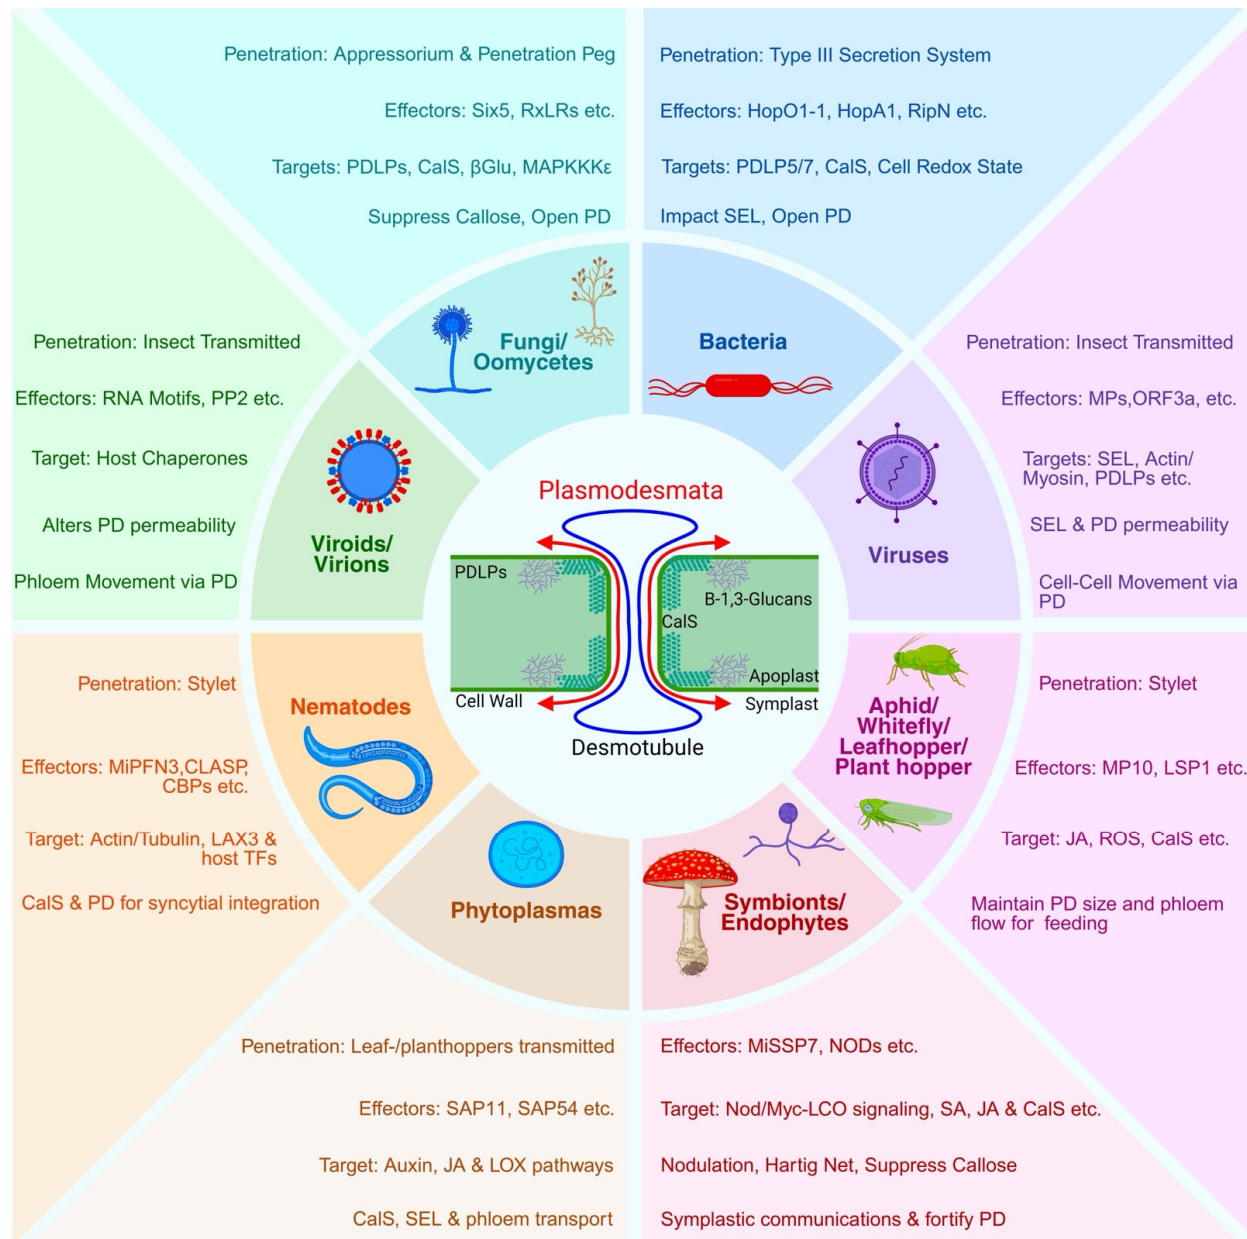 Penetration: Appressorium & Penetration Peg
Effectors: Six5, RxLRs etc.
Targets: PDLPs, CalS, βGlu, MAPKKKε
Suppress Callose, Open PD
Fungi/
Oomycetes
Penetration: Type III Secretion System
Effectors: HopO1-1, HopA1, RipN etc.
Targets: PDLP5/7, CalS, Cell Redox State
Impact SEL, Open PD
Bacteria
Penetration: Insect Transmitted
Effectors: RNA Motifs, PP2 etc.
Target: Host Chaperones
Alters PD permeability
Phloem Movement via PD
Viroids/
Virions
Penetration: Insect Transmitted
Effectors: MPs,ORF3a, etc.
Targets: SEL, Actin/
Myosin, PDLPs etc.
SEL & PD permeability
Cell-Cell Movement via
PD
Viruses
Plasmodesmata
PDLPs
B-1,3-Glucans
CalS
Apoplast
Cell Wall
Symplast
Desmotubule
Penetration: Stylet
Effectors: MiPFN3,CLASP,
CBPs etc.
Target: Actin/Tubulin, LAX3 &
host TFs
CalS & PD for syncytial integration
Nematodes
Aphid/
Whitefly/
Leafhopper/
Plant hopper
Penetration: Stylet
Effectors: MP10, LSP1 etc.
Target: JA, ROS, CalS etc.
Maintain PD size and phloem
flow for feeding
Phytoplasmas
Penetration: Leaf-/planthoppers transmitted
Effectors: SAP11, SAP54 etc.
Target: Auxin, JA & LOX pathways
CalS, SEL & phloem transport
Symbionts/
Endophytes
Effectors: MiSSP7, NODs etc.
Target: Nod/Myc-LCO signaling, SA, JA & CalS etc.
Nodulation, Hartig Net, Suppress Callose
Symplastic communications & fortify PD